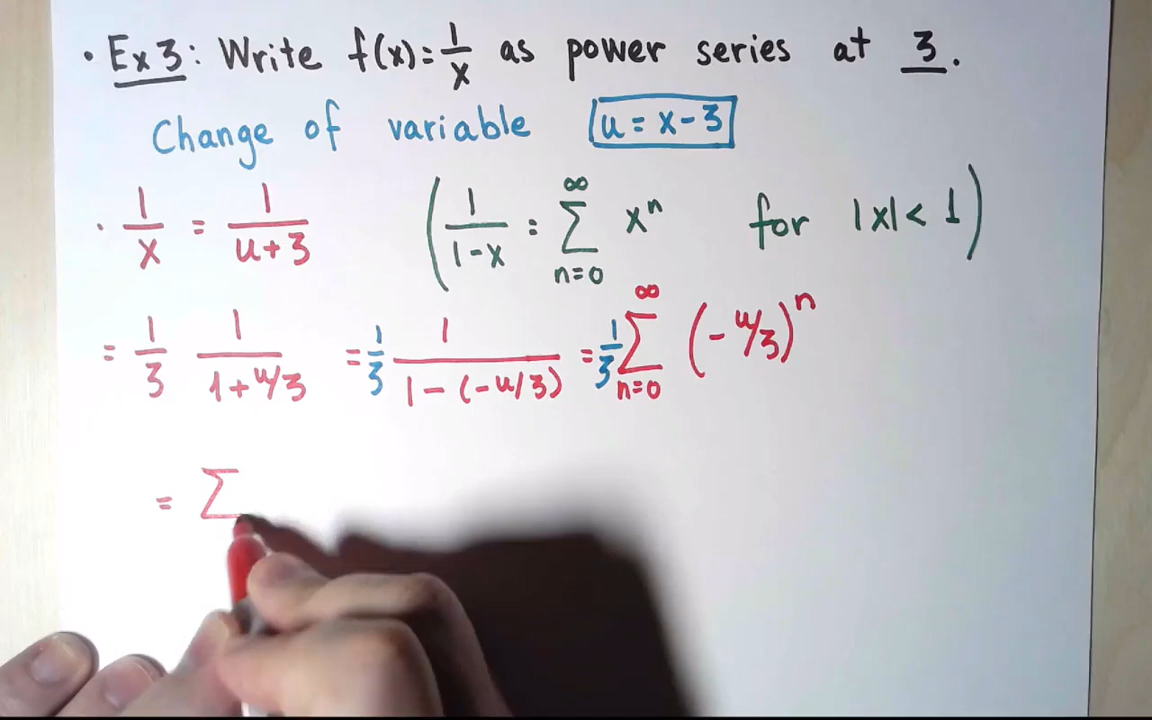 • Ex 3: Write f(x) = 1/x as power series at 3.
Change of variable u = x - 3
• 1/x = 1/(u+3) (1/(1-x) = ∑_{n=0}^{∞} x^n for |x| < 1)
= 1/3 1/(1+u/3) = 1/3 1/(1-(-u/3)) = 1/3 ∑_{n=0}^{∞} (-u/3)^n
= ∑